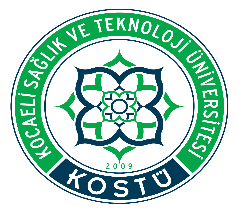 KOCAELİ SAĞLIK VE TEKNOLOJİ ÜNİVERSİTESİ
2009
KOSTÜ